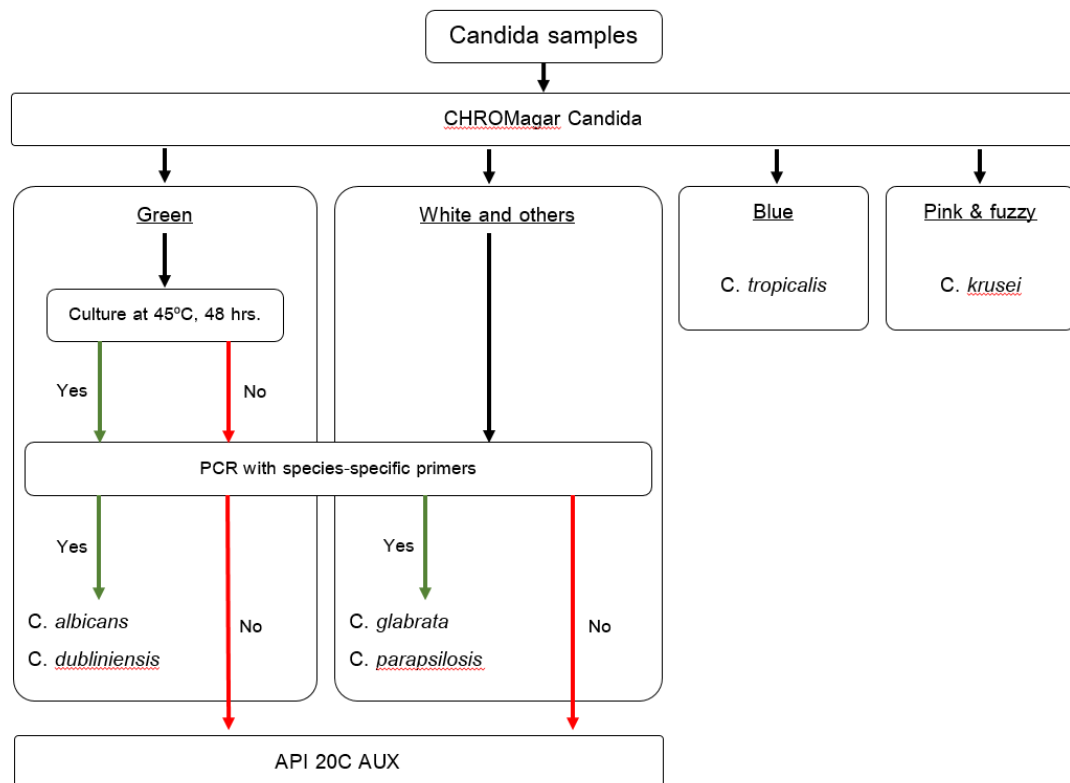 Candida samples
CHROMagar Candida
Green
White and others
Blue
Pink & fuzzy
C. tropicalis
C. krusei
Culture at 45ºC, 48 hrs.
Yes
No
PCR with species-specific primers
Yes
Yes
C. albicans
No
C. glabrata
No
C. dubliniensis
C. parapsilosis
API 20C AUX